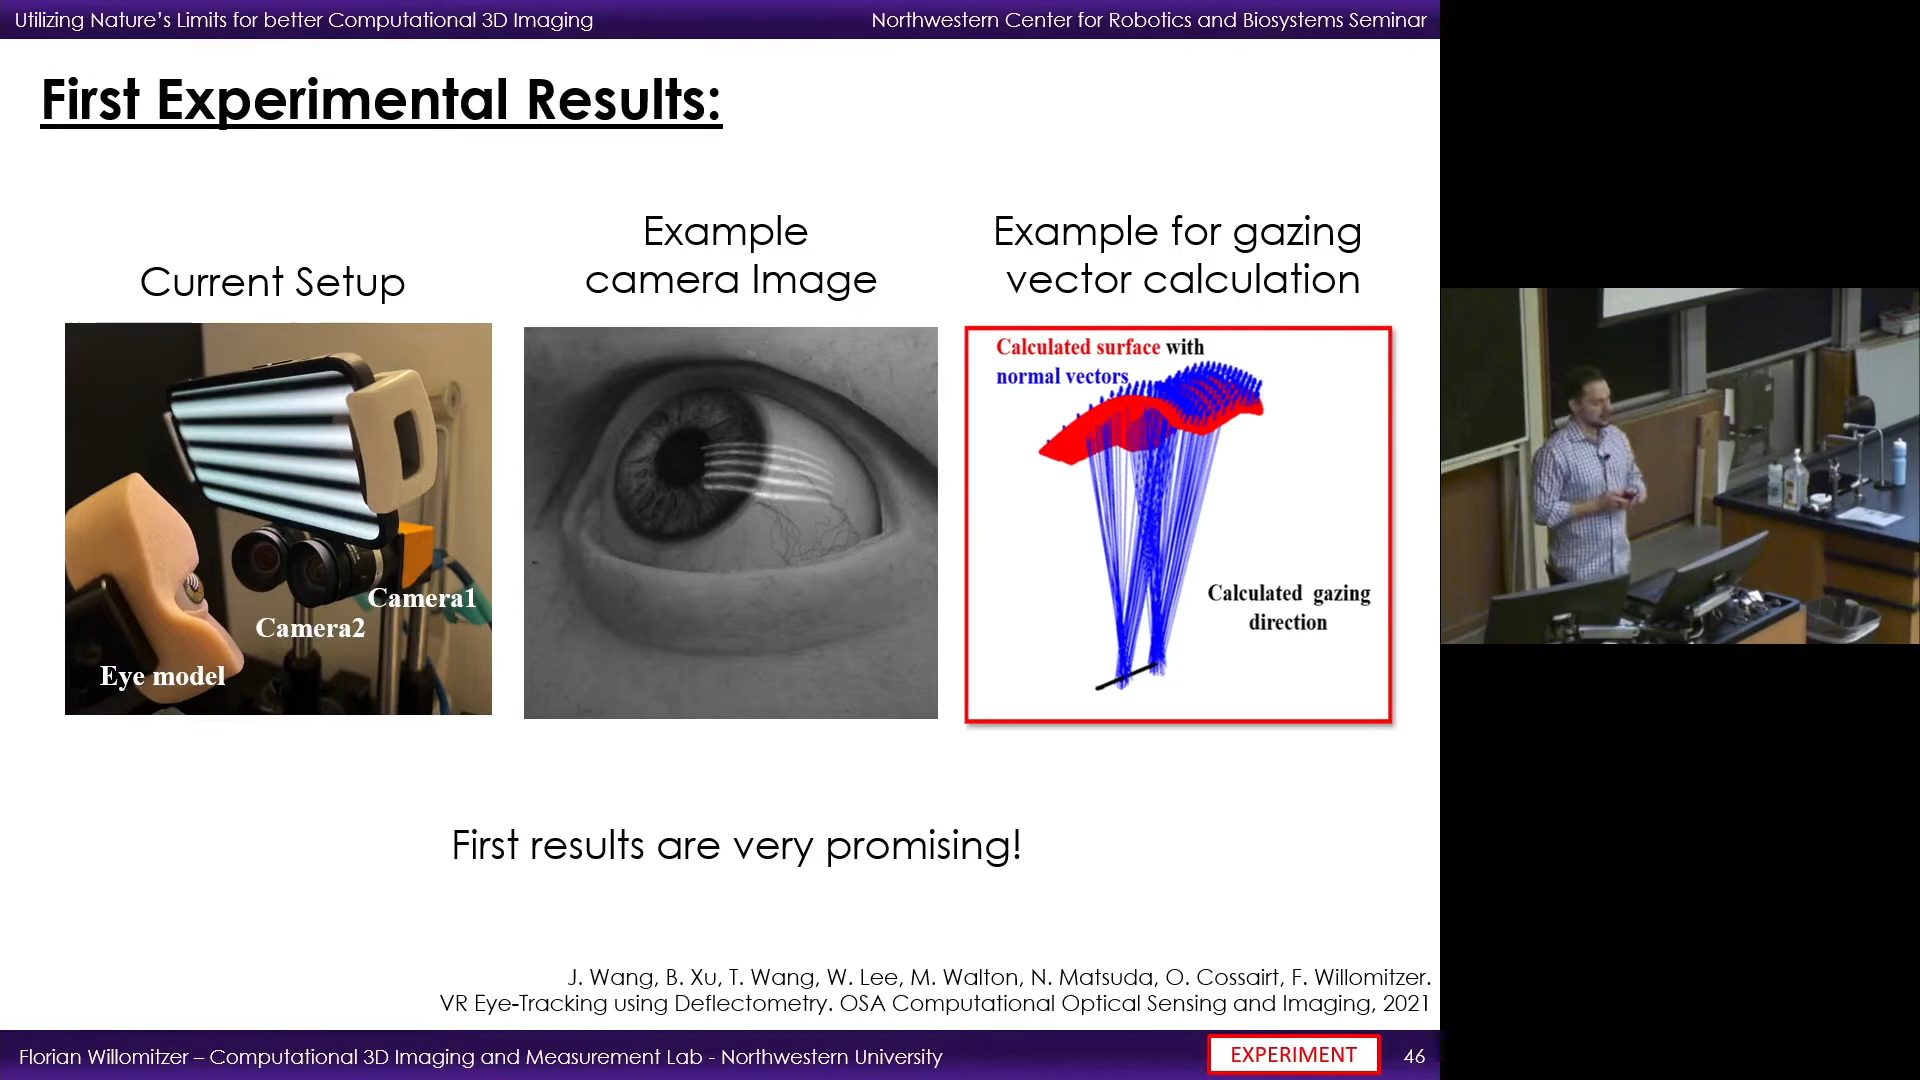 Utilizing Nature’s Limits for better Computational 3D Imaging
Northwestern Center for Robotics and Biosystems Seminar
First Experimental Results:
Current Setup
Example
camera Image
Example for gazing
vector calculation
Camera1
Camera2
Eye model
Calculated surface with
normal vectors
Calculated gazing
direction
First results are very promising!
J. Wang, B. Xu, T. Wang, W. Lee, M. Walton, N. Matsuda, O. Cossairt, F. Willomitzer.
VR Eye-Tracking using Deflectometry. OSA Computational Optical Sensing and Imaging, 2021
Florian Willomitzer – Computational 3D Imaging and Measurement Lab - Northwestern University
EXPERIMENT
46